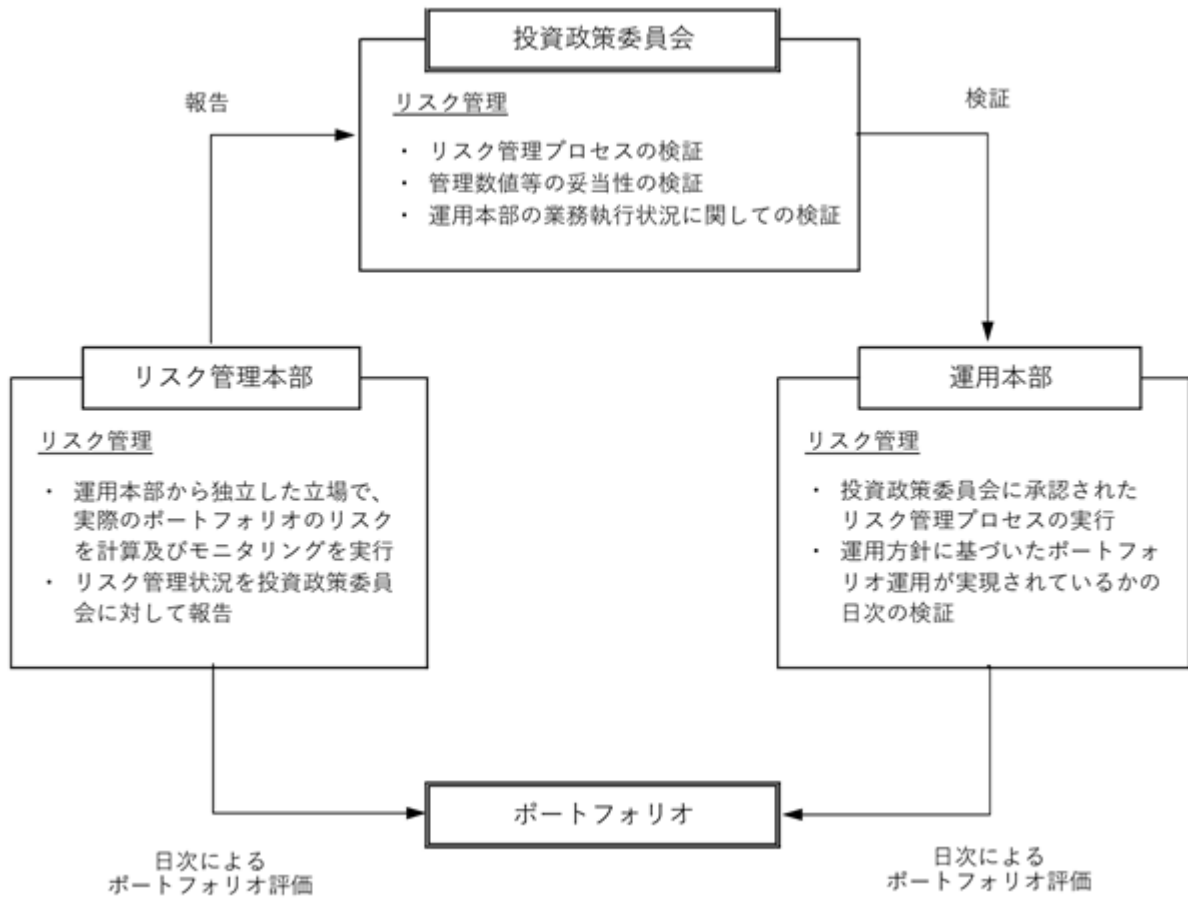 投資政策委員会
報告
検証
リスク管理
・ リスク管理プロセスの検証
・ 管理数値等の妥当性の検証
・ 運用本部の業務執行状況に関しての検証
リスク管理本部
リスク管理
・ 運用本部から独立した立場で、
実際のポートフォリオのリスク
を計算及びモニタリングを実行
・ リスク管理状況を投資政策委員
会に対して報告
運用本部
リスク管理
・ 投資政策委員会に承認された
リスク管理プロセスの実行
・ 運用方針に基づいたポートフォ
リオ運用が実現されているかの
日次の検証
ポートフォリオ
日次による
ポートフォリオ評価
日次による
ポートフォリオ評価